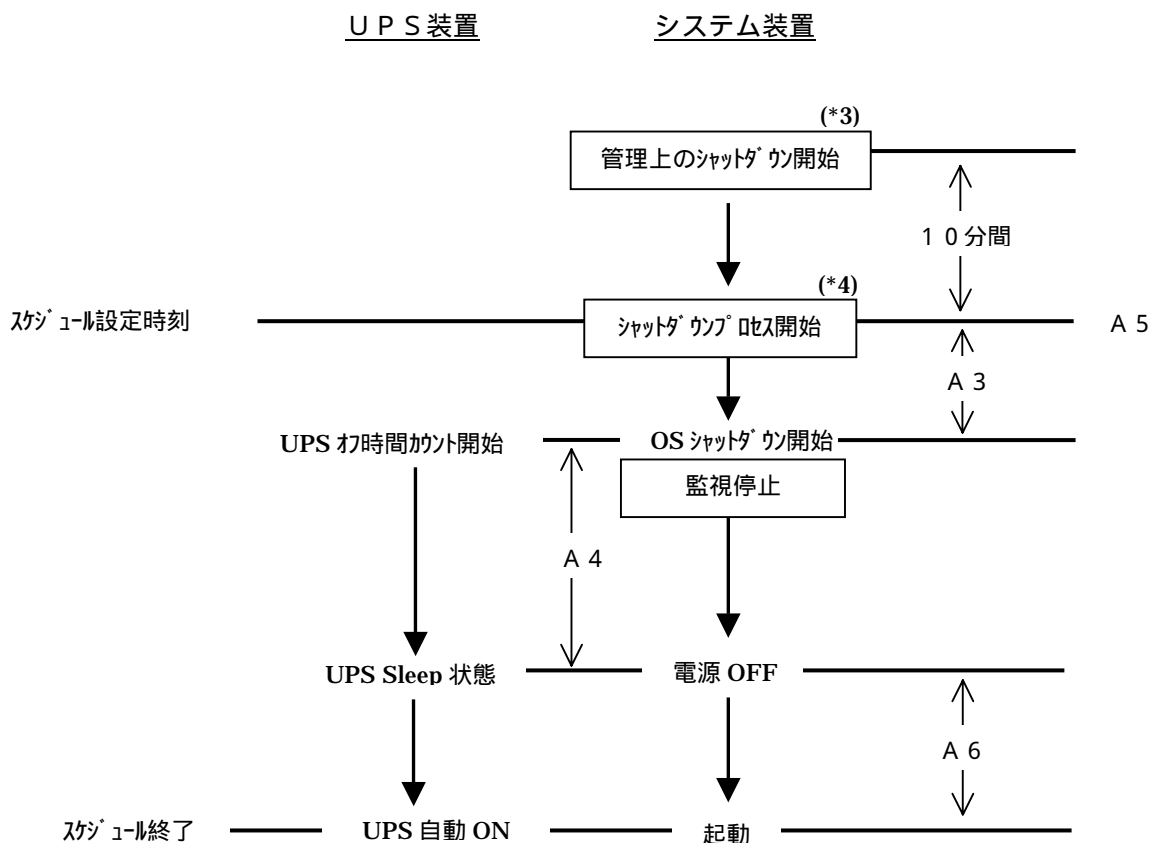 ＵＰＳ装置 システム装置
(*3)
管理上のｼｬｯﾄﾀﾞｳﾝ開始
１０分間
(*4)
ｽｹｼﾞｭｰﾙ設定時刻 ｼｬｯﾄﾀﾞｳﾝﾌﾟﾛｾｽ開始 Ａ５
Ａ３
UPS ｵﾌ時間ｶｳﾝﾄ開始 OS ｼｬｯﾄﾀﾞｳﾝ開始
監視停止
Ａ４
UPS Sleep 状態 電源 OFF
Ａ６
ｽｹｼﾞｭｰﾙ終了 UPS 自動 ON 起動